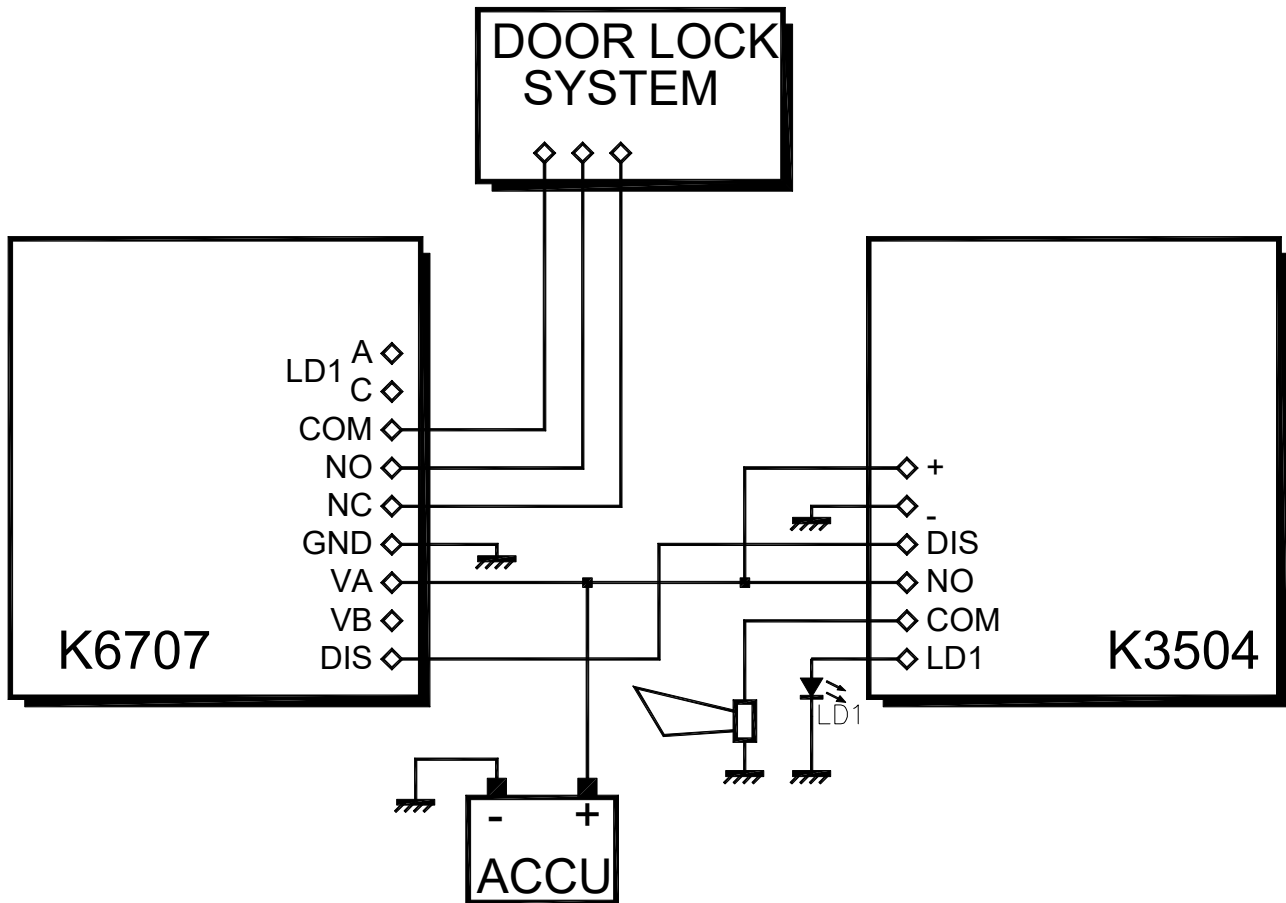 DOOR LOCK
SYSTEM
A
LD1
C
COM
NO
NC
GND
VA
VB
DIS
K6707
+
-
DIS
NO
COM
LD1
K3504
LD1
- +
ACCU